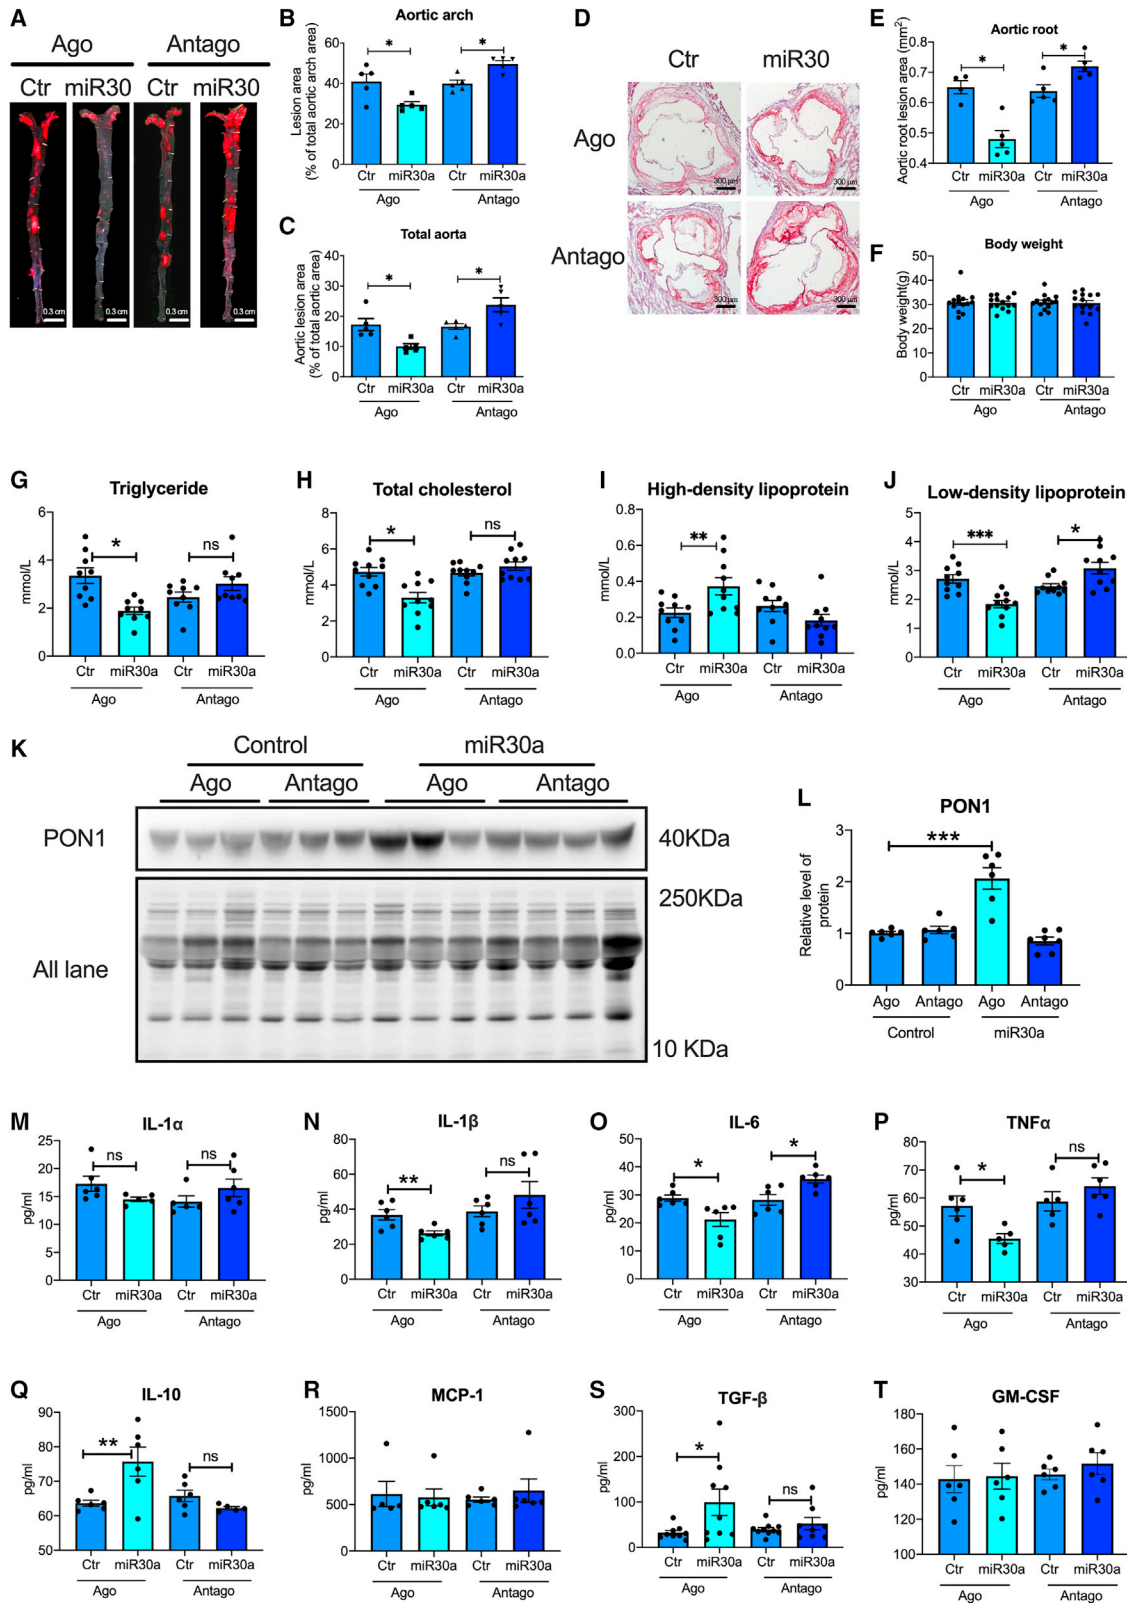 A
Ago Antago
Ctr miR30 Ctr miR30
0.3 cm 0.3 cm 0.3 cm 0.3 cm
B
Aortic arch
Lesion area
(% of total aortic arch area)
60
40
20
0
* *
Ctr miR30a Ctr miR30a
Ago Antago
C
Total aorta
Aortic lesion area
(% of total aortic area)
40
30
20
10
0
* *
Ctr miR30a Ctr miR30a
Ago Antago
D
Ctr miR30
Ago
300 µm 300 µm
Antago
300 µm 300 µm
E
Aortic root
Aortic root lesion area (mm²)
0.8
0.7
0.6
0.5
0.4
* *
Ctr miR30a Ctr miR30a
Ago Antago
F
Body weight
Body weight(g)
50
40
30
20
10
0
Ctr miR30a Ctr miR30a
Ago Antago
G
Triglyceride
mmol/L
6
4
2
0
* ns
Ctr miR30a Ctr miR30a
Ago Antago
H
Total cholesterol
mmol/L
8
6
4
2
0
* ns
Ctr miR30a Ctr miR30a
Ago Antago
I
High-density lipoprotein
mmol/L
0.8
0.6
0.4
0.2
0.0
**
Ctr miR30a Ctr miR30a
Ago Antago
J
Low-density lipoprotein
mmol/L
5
4
3
2
1
0
*** *
Ctr miR30a Ctr miR30a
Ago Antago
K
Control miR30a
Ago Antago Ago Antago
PON1 40KDa
250KDa
All lane
10 KDa
L
PON1
Relative level of
protein
3
2
1
0
***
Ago Antago Ago Antago
Control miR30a
M
IL-1α
pg/ml
25
20
15
10
5
0
ns ns
Ctr miR30a Ctr miR30a
Ago Antago
N
IL-1β
pg/ml
80
60
40
20
0
** ns
Ctr miR30a Ctr miR30a
Ago Antago
O
IL-6
pg/ml
50
40
30
20
10
0
* *
Ctr miR30a Ctr miR30a
Ago Antago
P
TNFα
pg/ml
90
80
70
60
50
40
30
* ns
Ctr miR30a Ctr miR30a
Ago Antago
Q
IL-10
pg/ml
90
80
70
60
50
** ns
Ctr miR30a Ctr miR30a
Ago Antago
R
MCP-1
pg/ml
1500
1000
500
0
Ctr miR30a Ctr miR30a
Ago Antago
S
TGF-β
pg/ml
300
200
100
50
0
* ns
Ctr miR30a Ctr miR30a
Ago Antago
T
GM-CSF
pg/ml
180
160
140
120
100
Ctr miR30a Ctr miR30a
Ago Antago